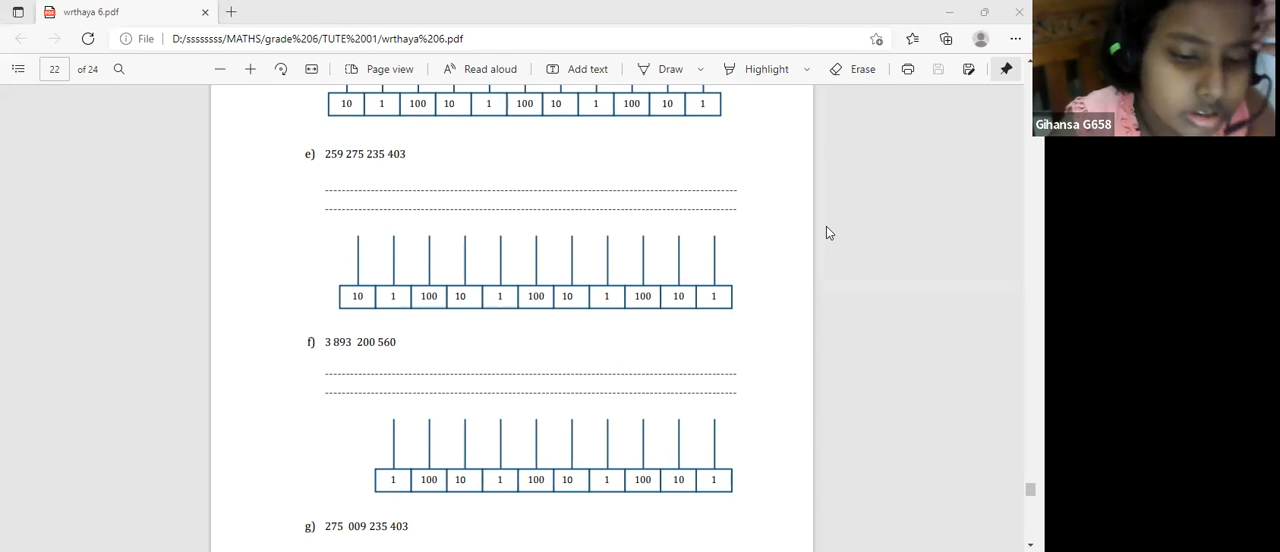 wrthaya 6.pdf
File D:/ssssssss/MATHS/grade%206/TUTE%2001/wrthaya%206.pdf
22 of 24 Page view Read aloud Add text Draw Highlight Erase
Gihansa G658
10 1 100 10 1 100 10 1 100 10 1
e) 259 275 235 403
10 1 100 10 1 100 10 1 100 10 1
f) 3 893 200 560
1 100 10 1 100 10 1 100 10 1
g) 275 009 235 403